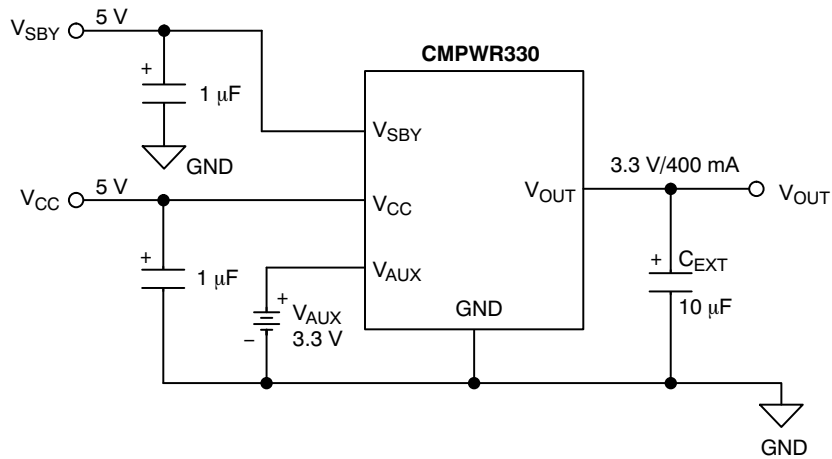 VSBY
5 V
CMPWR330
+
1 μF
VSBY
GND
3.3 V/400 mA
VCC
5 V
VCC
VOUT
VOUT
+
1 μF
VAUX
+ CEXT
10 μF
+
VAUX
3.3 V
–
GND
GND